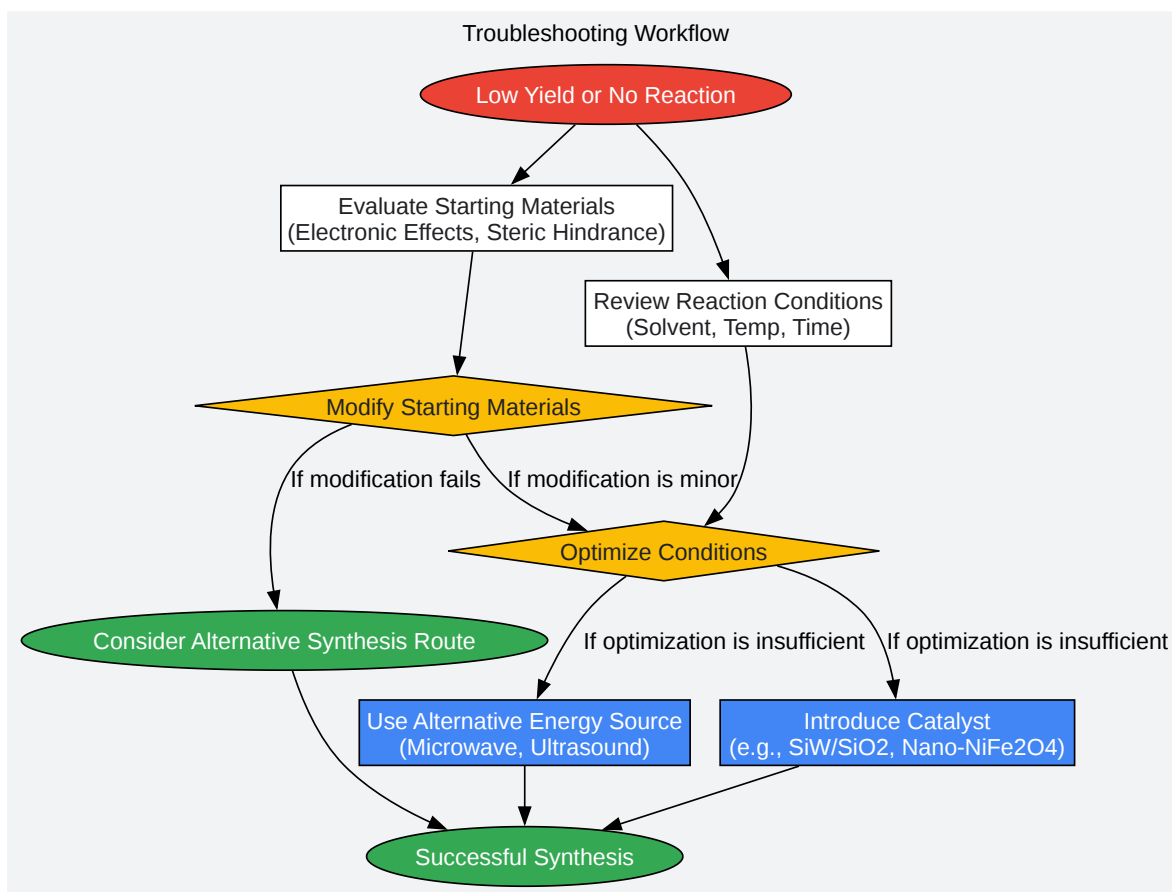 Troubleshooting Workflow
Low Yield or No Reaction
Evaluate Starting Materials
(Electronic Effects, Steric Hindrance)
Review Reaction Conditions
(Solvent, Temp, Time)
Modify Starting Materials
If modification fails
If modification is minor
Optimize Conditions
Consider Alternative Synthesis Route
If optimization is insufficient
If optimization is insufficient
Use Alternative Energy Source
(Microwave, Ultrasound)
Introduce Catalyst
(e.g., SiW/SiO2, Nano-NiFe2O4)
Successful Synthesis